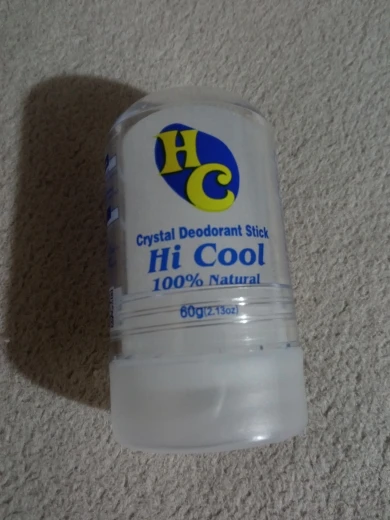 HC
Crystal Deodorant Stick
Hi Cool
100% Natural
60g(2.13oz)